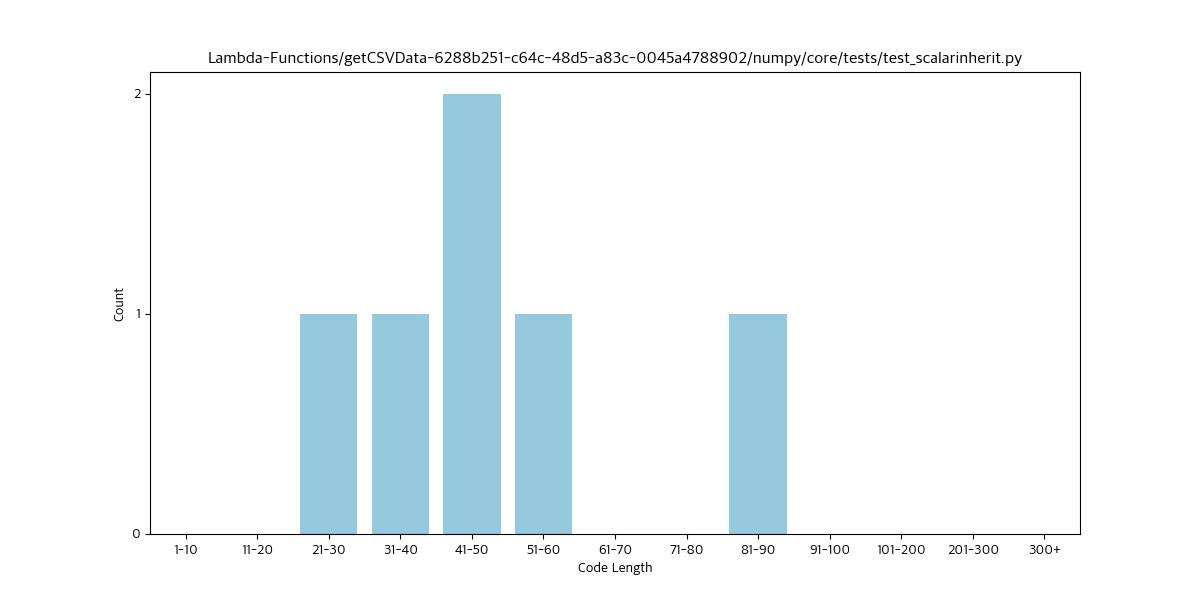 Lambda-Functions/getCSVData-6288b251-c64c-48d5-a83c-0045a4788902/numpy/core/tests/test_scalarinherit.py
2
1
0
Count
1-10 11-20 21-30 31-40 41-50 51-60 61-70 71-80 81-90 91-100 101-200 201-300 300+
Code Length